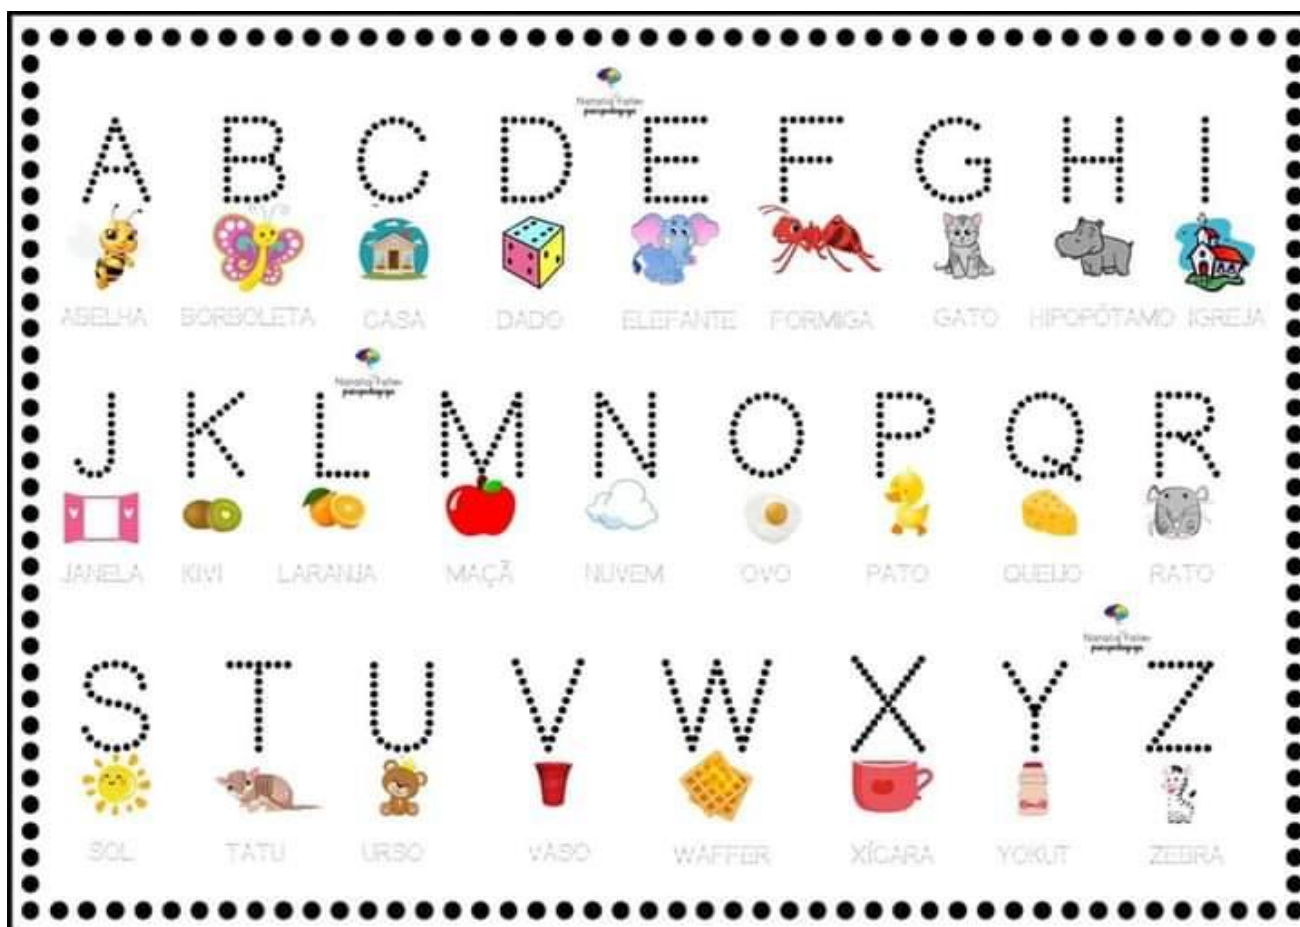 A B C D E F G H I
ABELHA BORBOLETA CASA DADO ELEFANTE FORMIGA GATO HIPOPÓTAMO IGREJA
J K L M N O P Q R
JANELA KIVI LARANJA MAÇÃ NUVEM OVO PATO QUEIJO RATO
S T U V W X Y Z
SOL TATU URSO VASO WAFFER XÍCARA YOKUT ZEBRA